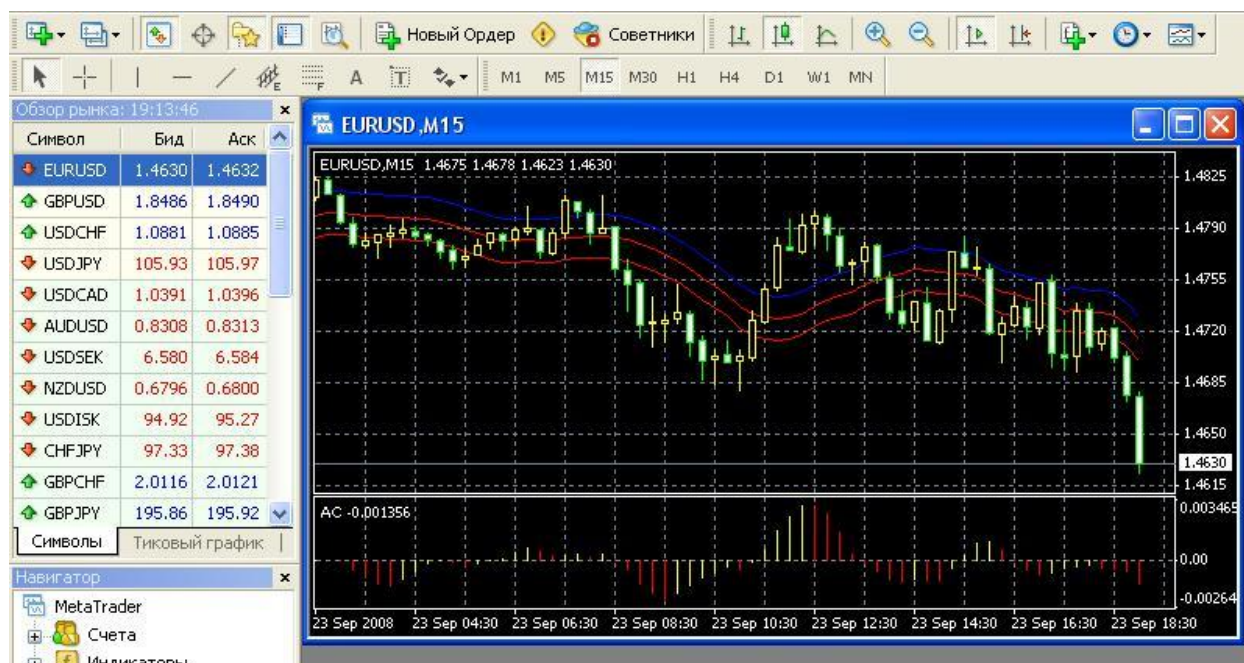 Новый Ордер Советники
A T
E F
M1 M5 M15 M30 H1 H4 D1 W1 MN
Обзор рынка: 19:13:46
Символ Бид Аск
EURUSD 1.4630 1.4632
GBPUSD 1.8486 1.8490
USDCHF 1.0881 1.0885
USDJPY 105.93 105.97
USDCAD 1.0391 1.0396
AUDUSD 0.8308 0.8313
USDSEK 6.580 6.584
NZDUSD 0.6796 0.6800
USDISK 94.92 95.27
CHFJPY 97.33 97.38
GBPCHF 2.0116 2.0121
GBPJPY 195.86 195.92
Символы Тиковый график
Навигатор
MetaTrader
Счета
Индикаторы
EURUSD,M15
EURUSD,M15 1.4675 1.4678 1.4623 1.4630
1.4825
1.4790
1.4755
1.4720
1.4685
1.4650
1.4630
1.4615
AC -0.001356
0.003465
0.00
-0.00264
23 Sep 2008 23 Sep 04:30 23 Sep 06:30 23 Sep 08:30 23 Sep 10:30 23 Sep 12:30 23 Sep 14:30 23 Sep 16:30 23 Sep 18:30